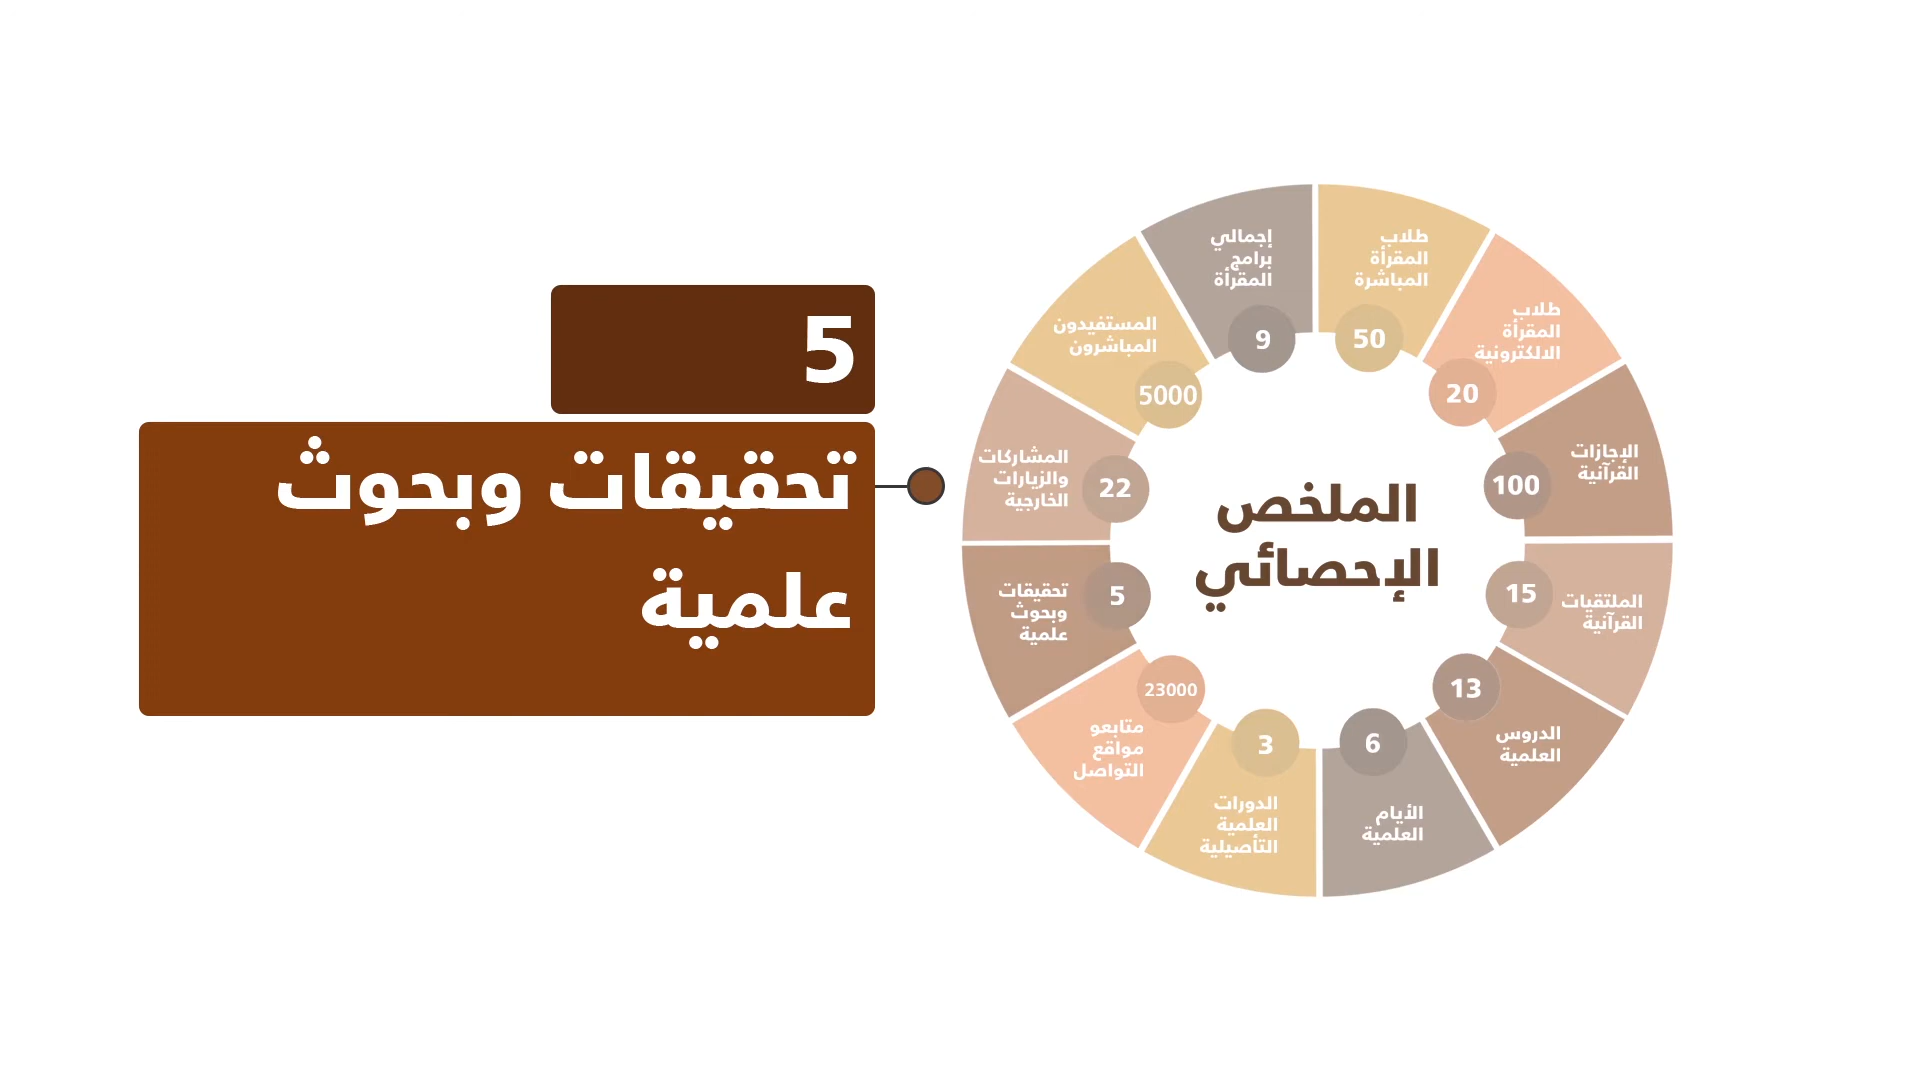 5
تحقيقات وبحوث
علمية
الملخص
الإحصائي
طلاب
المقرأة
المباشرة
50
طلاب
المقرأة
الالكترونية
20
الإجازات
القرآنية
100
الملتقيات
القرآنية
15
الدروس
العلمية
13
الأيام
العلمية
6
الدورات
العلمية
التأصيلية
3
متابعو
مواقع
التواصل
23000
تحقيقات
وبحوث
علمية
5
المشاركات
والزيارات
الخارجية
22
المستفيدون
المباشرون
5000
إجمالي
برامج
المقرأة
9